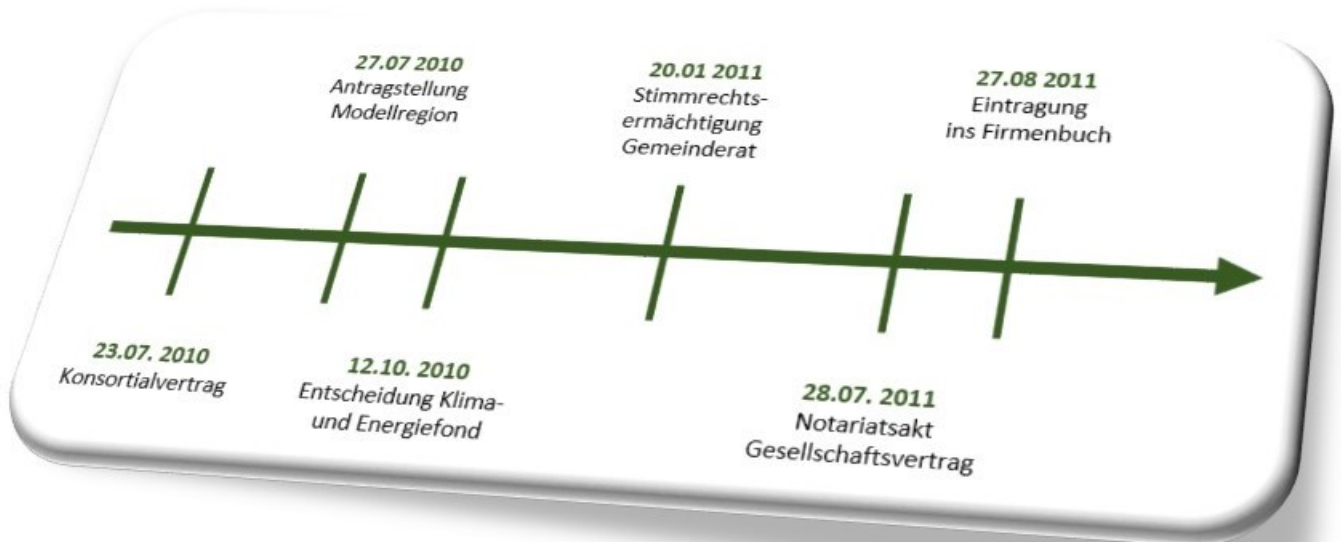 27.07 2010
Antragstellung
Modellregion
20.01 2011
Stimmrechts-
ermächtigung
Gemeinderat
27.08 2011
Eintragung
ins Firmenbuch
23.07. 2010
Konsortialvertrag
12.10. 2010
Entscheidung Klima-
und Energiefond
28.07. 2011
Notariatsakt
Gesellschaftsvertrag